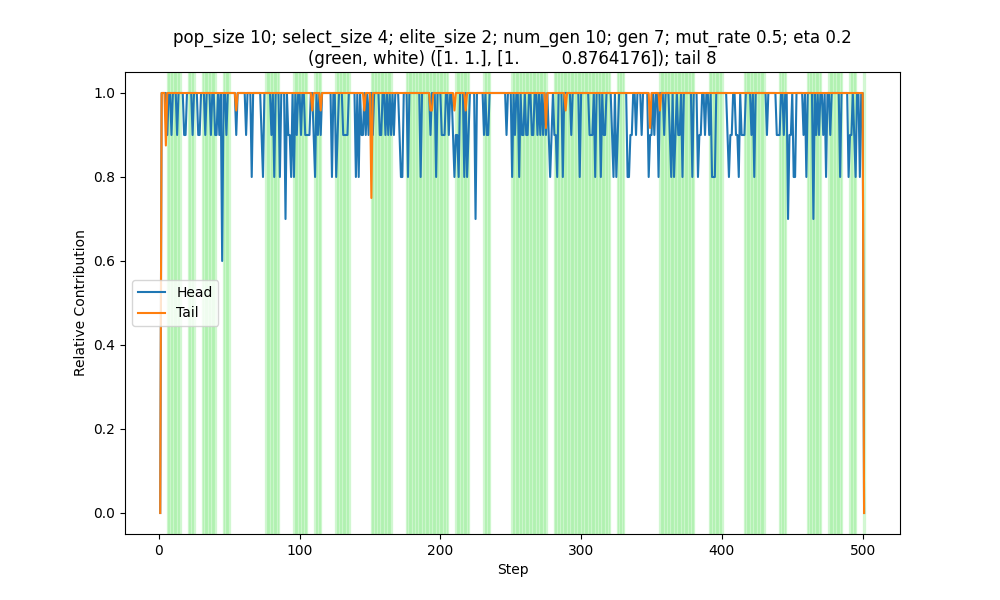 pop_size 10; select_size 4; elite_size 2; num_gen 10; gen 7; mut_rate 0.5; eta 0.2
(green, white) ([1. 1.], [1.        0.8764176]); tail 8
1.0
0.8
0.6
0.4
0.2
0.0
Relative Contribution
Head
Tail
0
100
200
300
400
500
Step